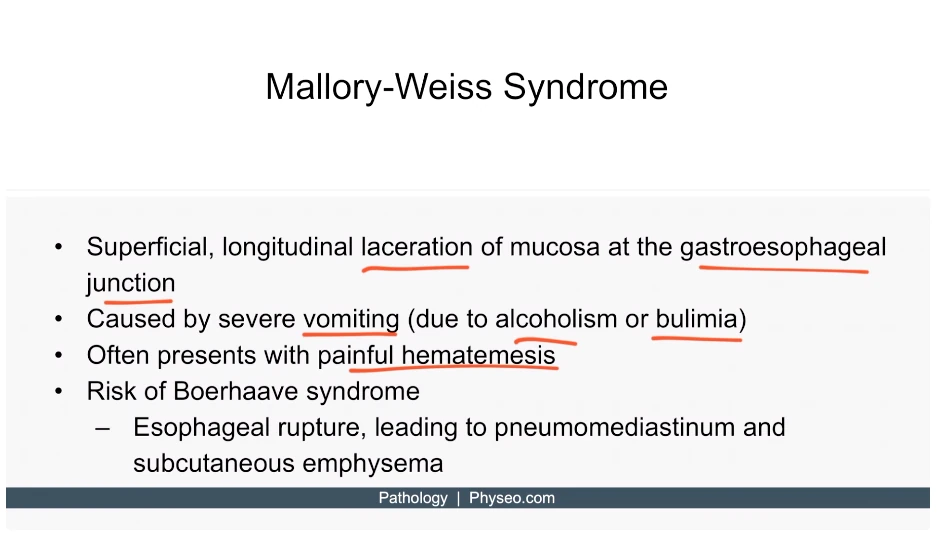 Mallory-Weiss Syndrome
• Superficial, longitudinal laceration of mucosa at the gastroesophageal
junction
• Caused by severe vomiting (due to alcoholism or bulimia)
• Often presents with painful hematemesis
• Risk of Boerhaave syndrome
– Esophageal rupture, leading to pneumomediastinum and
subcutaneous emphysema
Pathology | Physeo.com